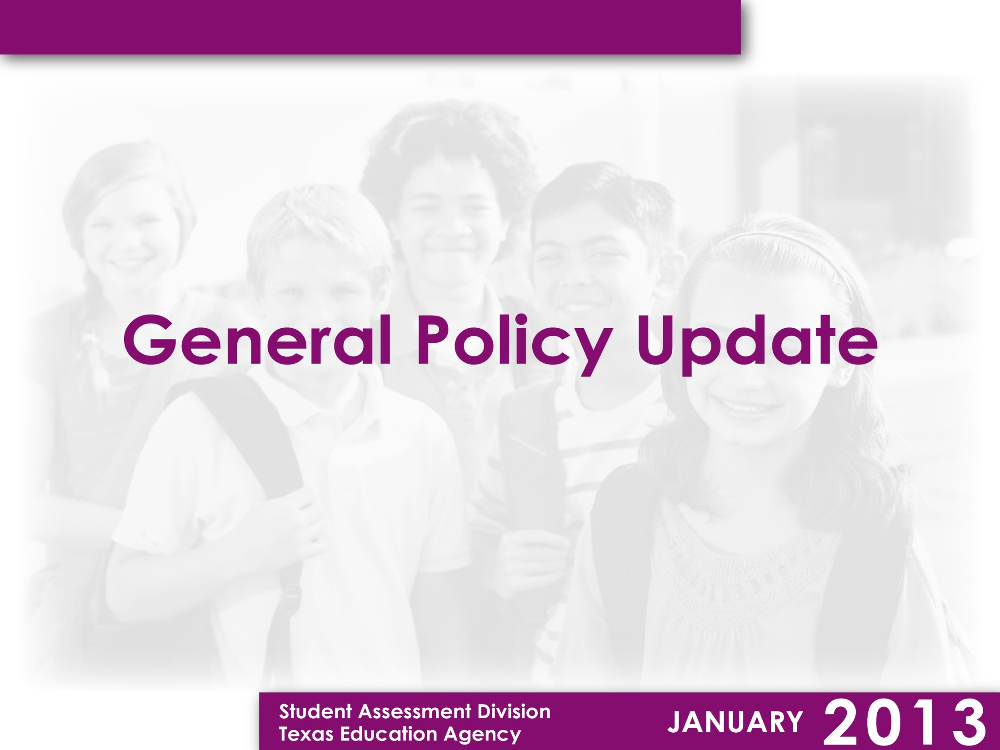 General Policy Update
Student Assessment Division
Texas Education Agency
JANUARY 2013